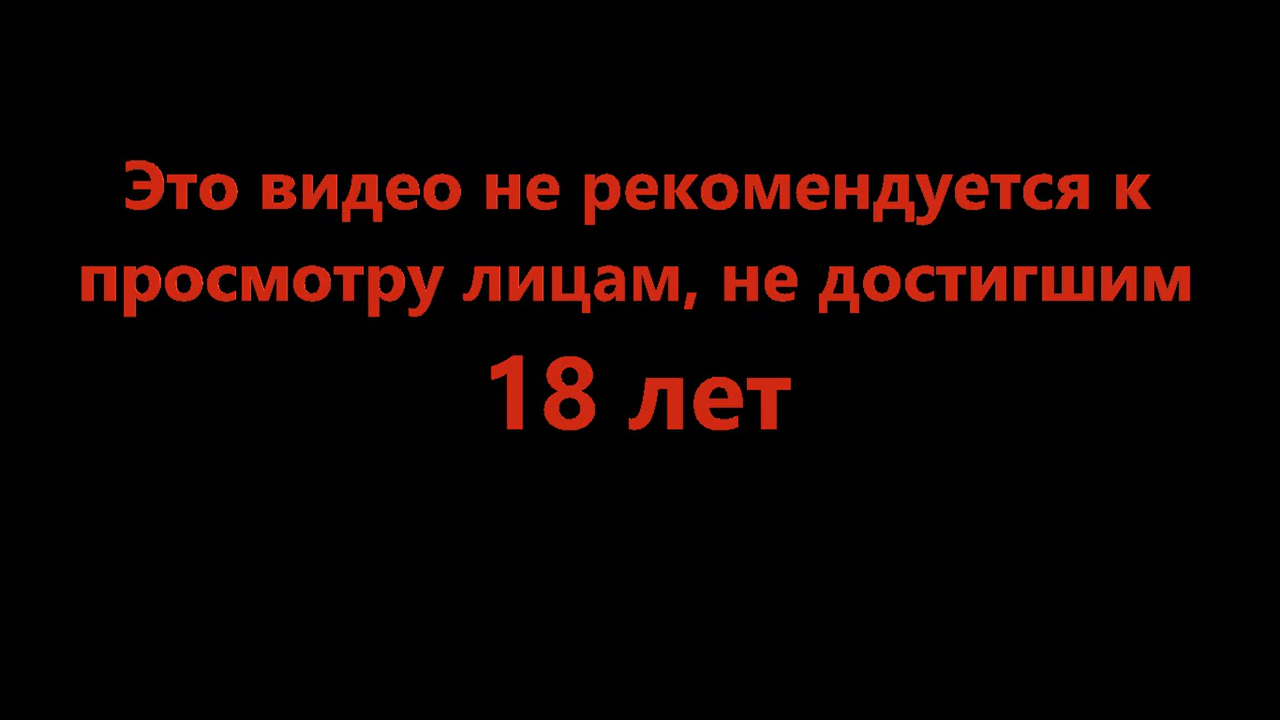 Это видео не рекомендуется к
просмотру лицам, не достигшим
18 лет